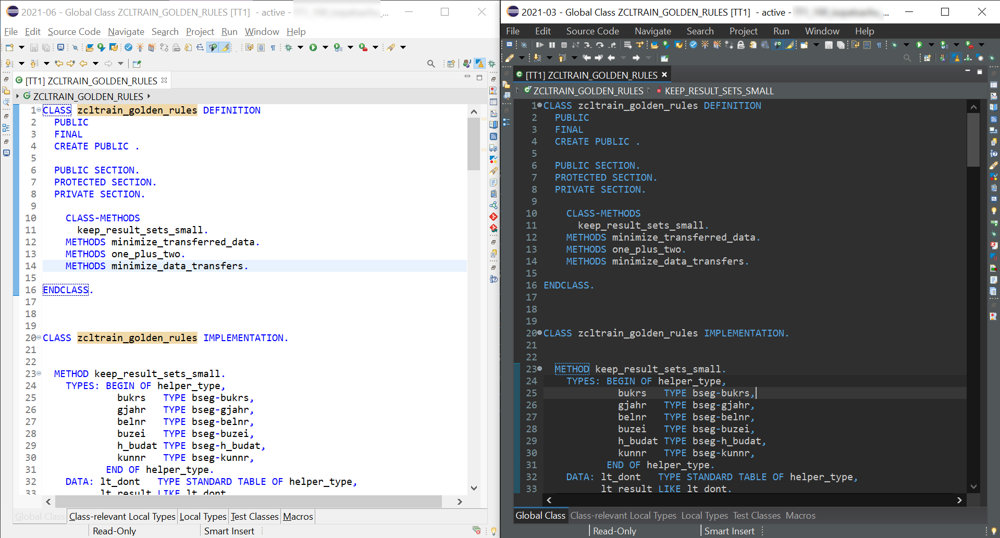 2021-06 - Global Class ZCLTRAIN_GOLDEN_RULES [TT1] - active -
File Edit Source Code Navigate Search Project Run Window Help
[TT1] ZCLTRAIN_GOLDEN_RULES
ZCLTRAIN_GOLDEN_RULES
1 CLASS zcltrain_golden_rules DEFINITION
2 PUBLIC
3 FINAL
4 CREATE PUBLIC .
5
6 PUBLIC SECTION.
7 PROTECTED SECTION.
8 PRIVATE SECTION.
9
10 CLASS-METHODS
11 keep_result_sets_small.
12 METHODS minimize_transferred_data.
13 METHODS one_plus_two.
14 METHODS minimize_data_transfers.
15
16 ENDCLASS.
17
18
19
20 CLASS zcltrain_golden_rules IMPLEMENTATION.
21
22
23 METHOD keep_result_sets_small.
24 TYPES: BEGIN OF helper_type,
25 bukrs TYPE bseg-bukrs,
26 gjahr TYPE bseg-gjahr,
27 belnr TYPE bseg-belnr,
28 buzei TYPE bseg-buzei,
29 h_budat TYPE bseg-h_budat,
30 kunnr TYPE bseg-kunnr,
31 END OF helper_type.
32 DATA: lt_dont TYPE STANDARD TABLE OF helper_type,
33 lt_result LIKE lt_dont.
Global Class Class-relevant Local Types Local Types Test Classes Macros
Read-Only Smart Insert
2021-03 - Global Class ZCLTRAIN_GOLDEN_RULES [TT1] - active -
File Edit Source Code Navigate Search Project Run Window Help
[TT1] ZCLTRAIN_GOLDEN_RULES
ZCLTRAIN_GOLDEN_RULES KEEP_RESULT_SETS_SMALL
1 CLASS zcltrain_golden_rules DEFINITION
2 PUBLIC
3 FINAL
4 CREATE PUBLIC .
5
6 PUBLIC SECTION.
7 PROTECTED SECTION.
8 PRIVATE SECTION.
9
10 CLASS-METHODS
11 keep_result_sets_small.
12 METHODS minimize_transferred_data.
13 METHODS one_plus_two.
14 METHODS minimize_data_transfers.
15
16 ENDCLASS.
17
18
19
20 CLASS zcltrain_golden_rules IMPLEMENTATION.
21
22
23 METHOD keep_result_sets_small.
24 TYPES: BEGIN OF helper_type,
25 bukrs TYPE bseg-bukrs,
26 gjahr TYPE bseg-gjahr,
27 belnr TYPE bseg-belnr,
28 buzei TYPE bseg-buzei,
29 h_budat TYPE bseg-h_budat,
30 kunnr TYPE bseg-kunnr,
31 END OF helper_type.
32 DATA: lt_dont TYPE STANDARD TABLE OF helper_type,
33 lt_result LIKE lt_dont.
Global Class Class-relevant Local Types Local Types Test Classes Macros
Read-Only Smart Insert